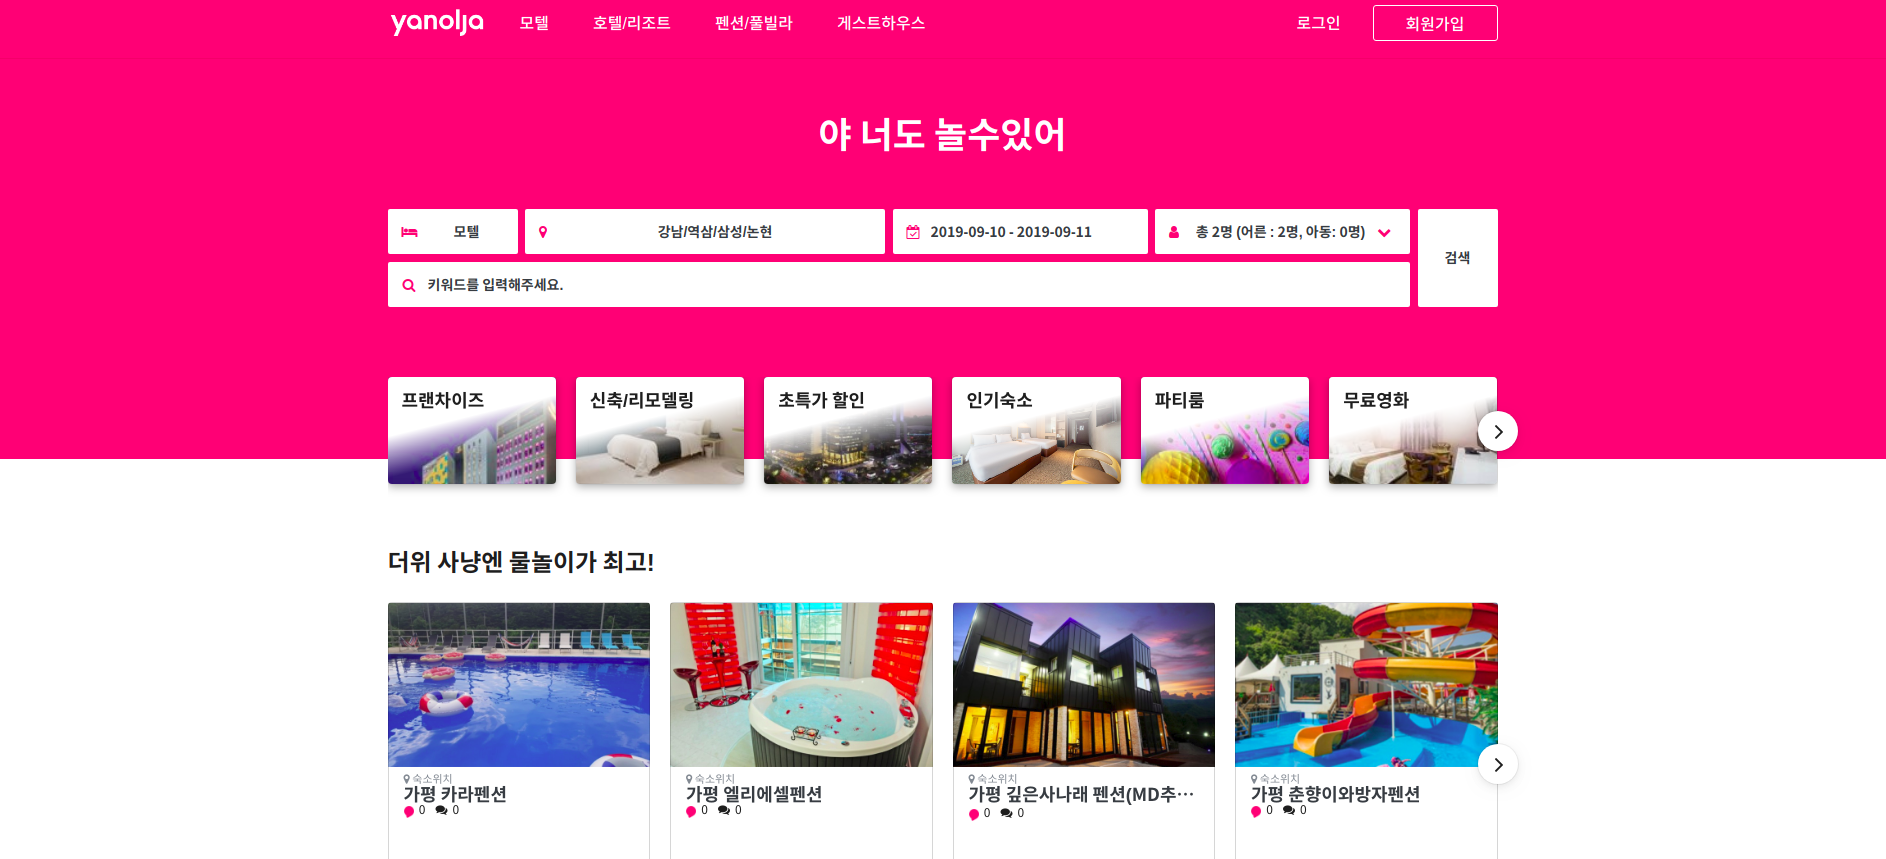 yanolja 모텔 호텔/리조트 펜션/풀빌라 게스트하우스 로그인 회원가입
야 너도 놀수있어
모텔 강남/역삼/삼성/논현 2019-09-10 - 2019-09-11 총 2명 (어른 : 2명, 아동: 0명)
검색
키워드를 입력해주세요.
프랜차이즈 신축/리모델링 초특가 할인 인기숙소 파티룸 무료영화
더위 사냥엔 물놀이가 최고!
숙소위치 숙소위치 숙소위치 숙소위치
가평 카라펜션 가평 엘리에셀펜션 가평 깊은사나래 펜션(MD추… 가평 춘향이와방자펜션
0 0 0 0 0 0 0 0